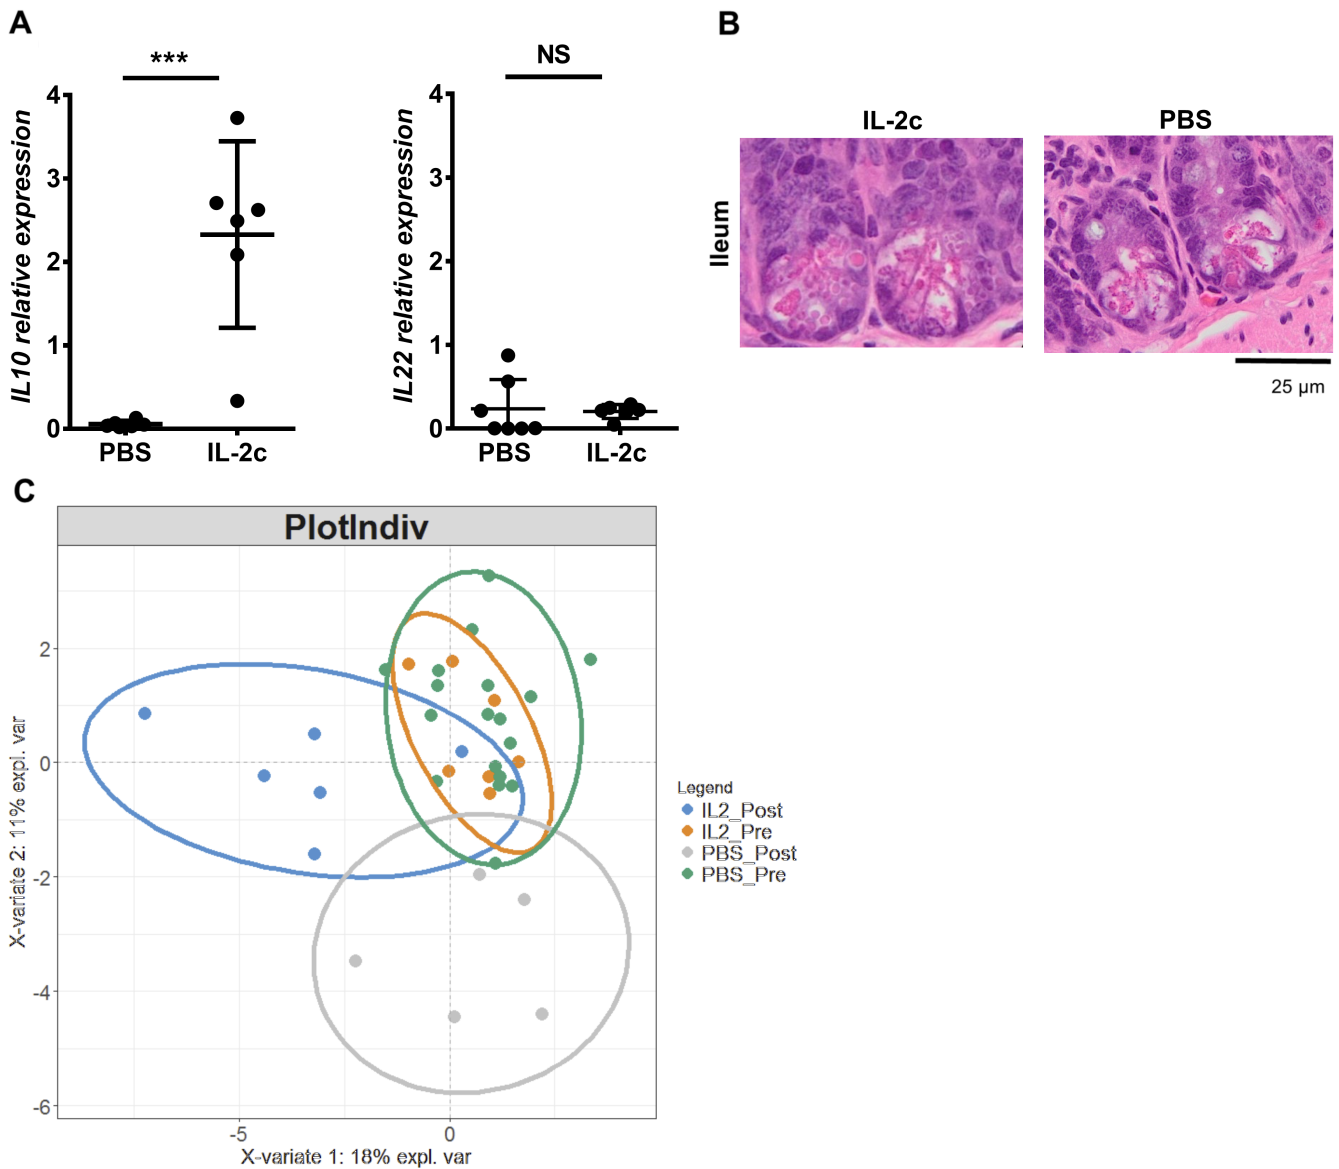 A
B
***
NS
IL10 relative expression
4
3
2
1
0
PBS
IL-2c
IL22 relative expression
4
3
2
1
0
PBS
IL-2c
IL-2c
PBS
Ileum
25 µm
C
PlotIndiv
X-variate 2: 11% expl. var
2
0
-2
-4
-6
-5
0
X-variate 1: 18% expl. var
Legend
IL2_Post
IL2_Pre
PBS_Post
PBS_Pre